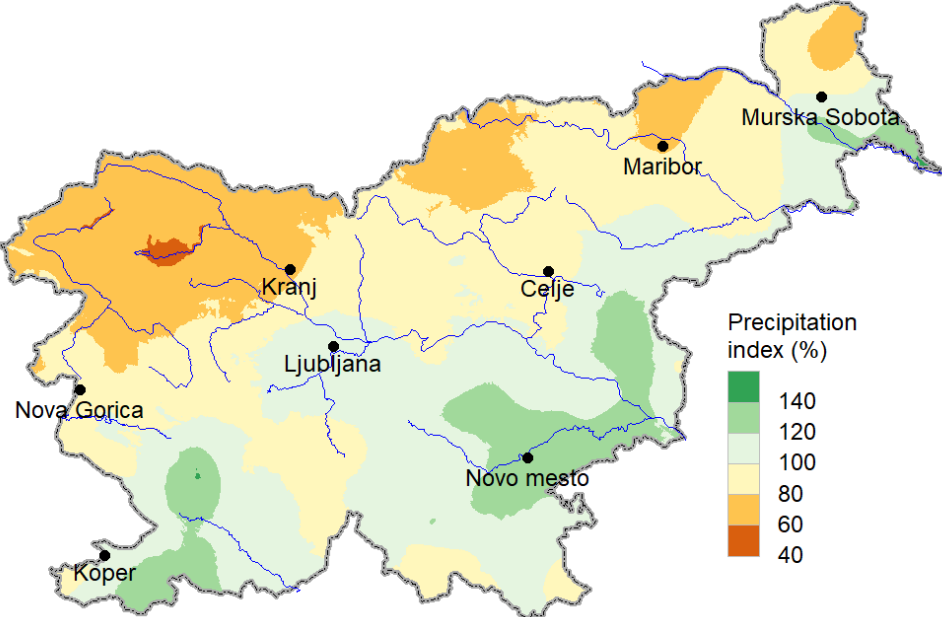 Murska Sobota
Maribor
Kranj
Celje
Precipitation
index (%)
Ljubljana
140
Nova Gorica
120
100
Novo mesto
80
60
40
Koper